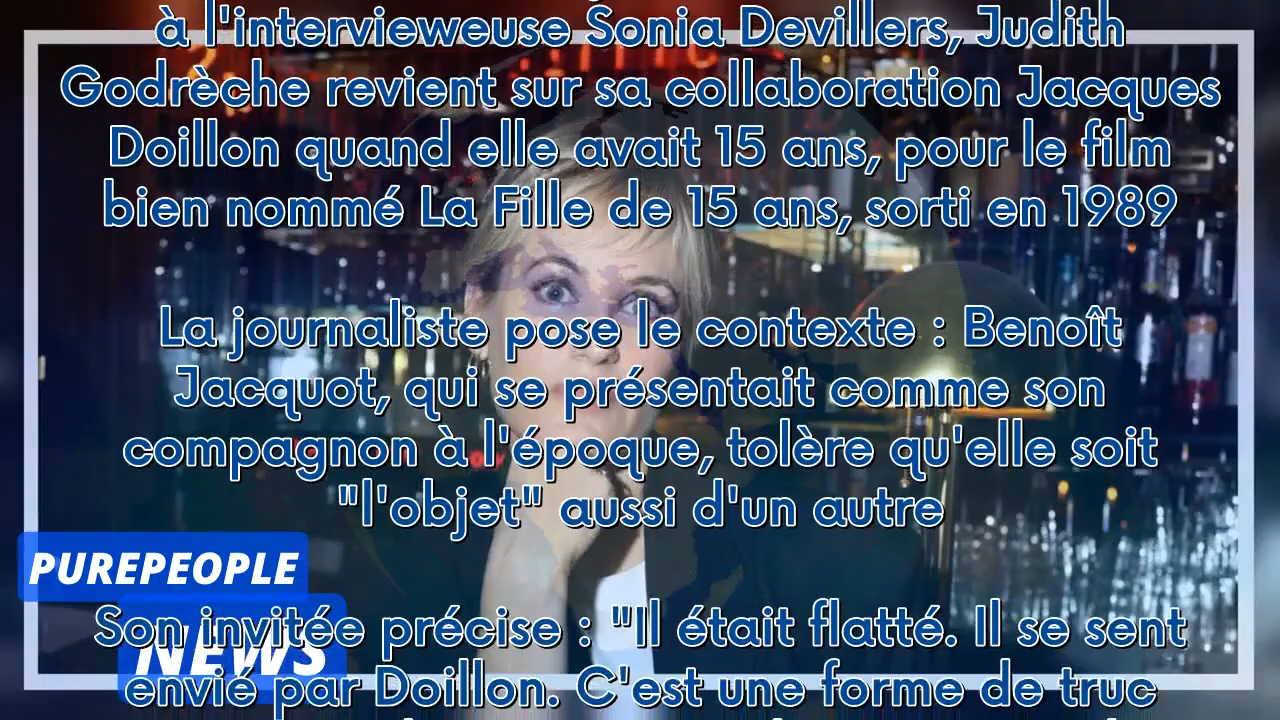 à l'intervieweuse Sonia Devillers, Judith
Godrèche revient sur sa collaboration Jacques
Doillon quand elle avait 15 ans, pour le film
bien nommé La Fille de 15 ans, sorti en 1989
La journaliste pose le contexte : Benoît
Jacquot, qui se présentait comme son
compagnon à l'époque, tolère qu'elle soit
"l'objet" aussi d'un autre
PUREPEOPLE
NEWS
Son invitée précise : "Il était flatté. Il se sent
envié par Doillon. C'est une forme de truc